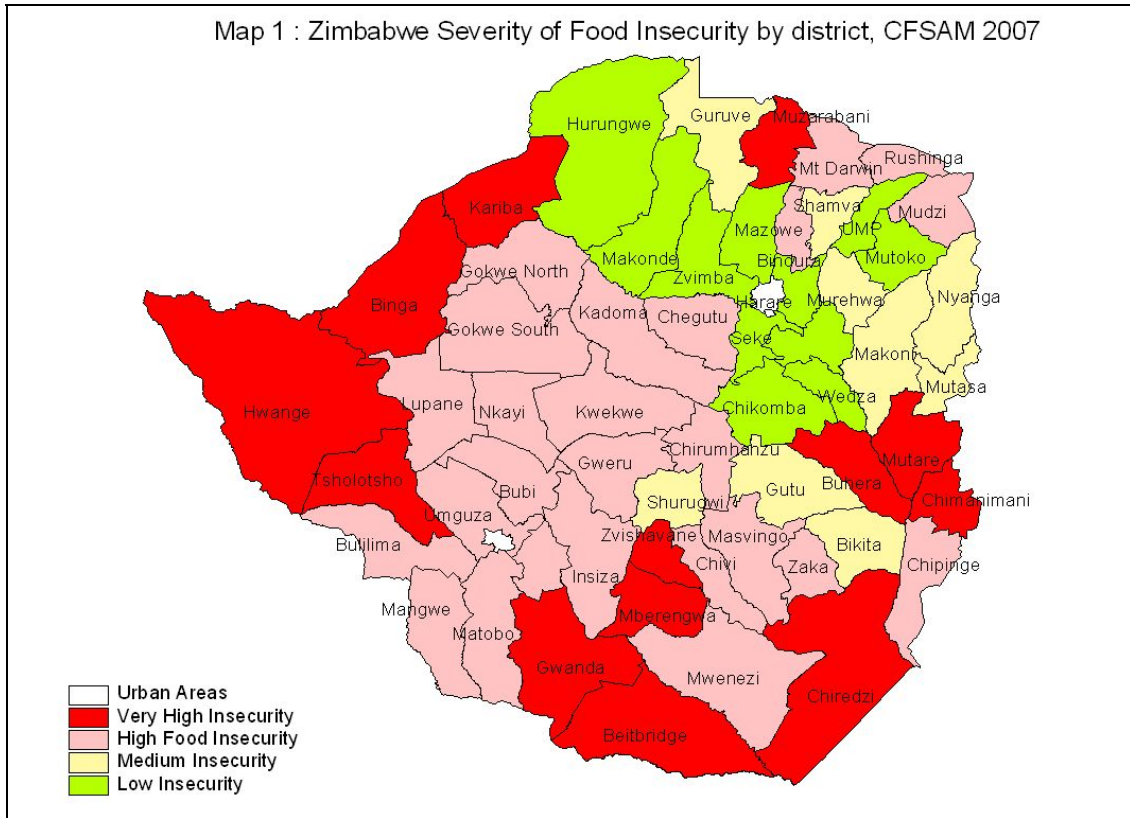 Map 1 : Zimbabwe Severity of Food Insecurity by district, CFSAM 2007
Guruve
Muzarabani
Hurungwe
Rushinga
Mt Darwin
Kariba
Shamva
Mudzi
Mazowe
UMP
Makonde
Bindura
Mutoko
Gokwe North
Zvimba
Binga
Harare
Murehwa
Nyanga
Kadoma
Chegutu
Gokwe South
Seke
Makoni
Mutasa
Hwange
Lupane
Nkayi
Kwekwe
Chikomba
Wedza
Chirumhanzu
Mutare
Gweru
Tsholotsho
Bubi
Shurugwi
Gutu
Buhera
Chimanimani
Umguza
Zvishavane
Masvingo
Bulilima
Bikita
Chivi
Zaka
Chipinge
Insiza
Mangwe
Mberengwa
Matobo
Gwanda
Mwenezi
Chiredzi
Beitbridge
Urban Areas
Very High Insecurity
High Food Insecurity
Medium Insecurity
Low Insecurity